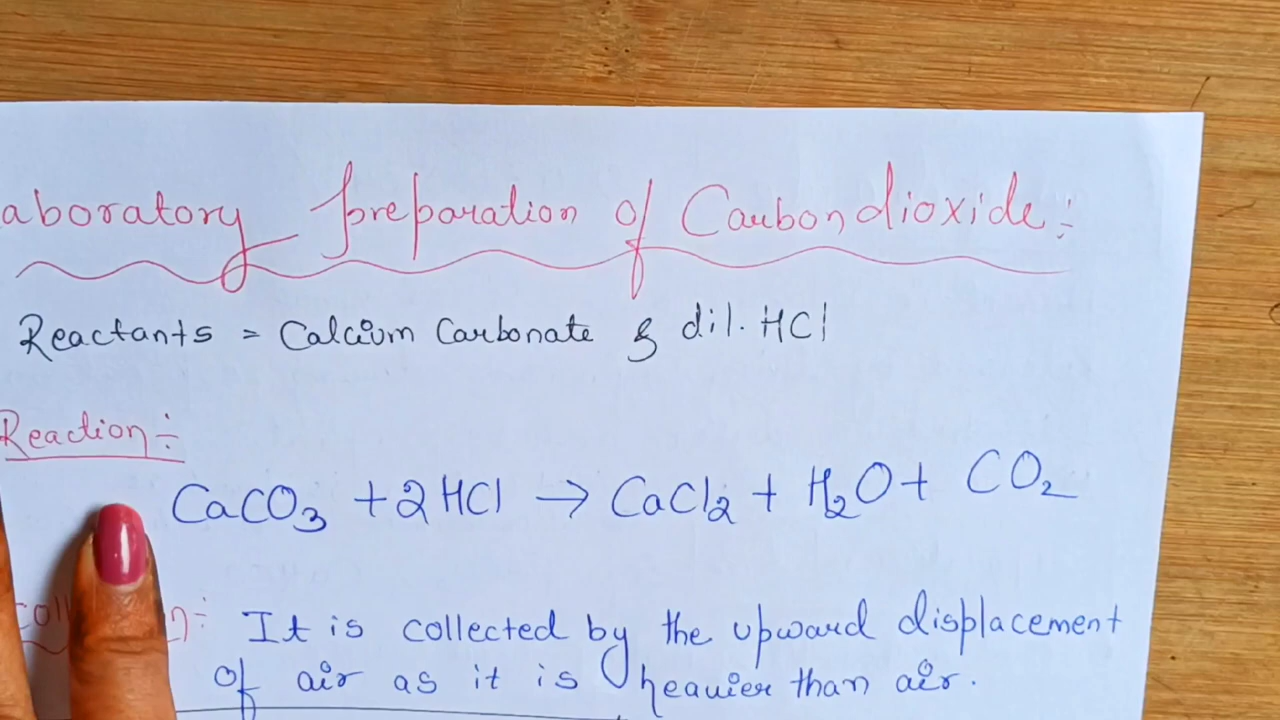 aboratory preparation of Carbondioxide:-
Reactants = Calcium Carbonate & dil. HCl
Reaction:-
CaCO3 + 2HCl → CaCl2 + H2O + CO2
It is collected by the upward displacement
of air as it is heavier than air.